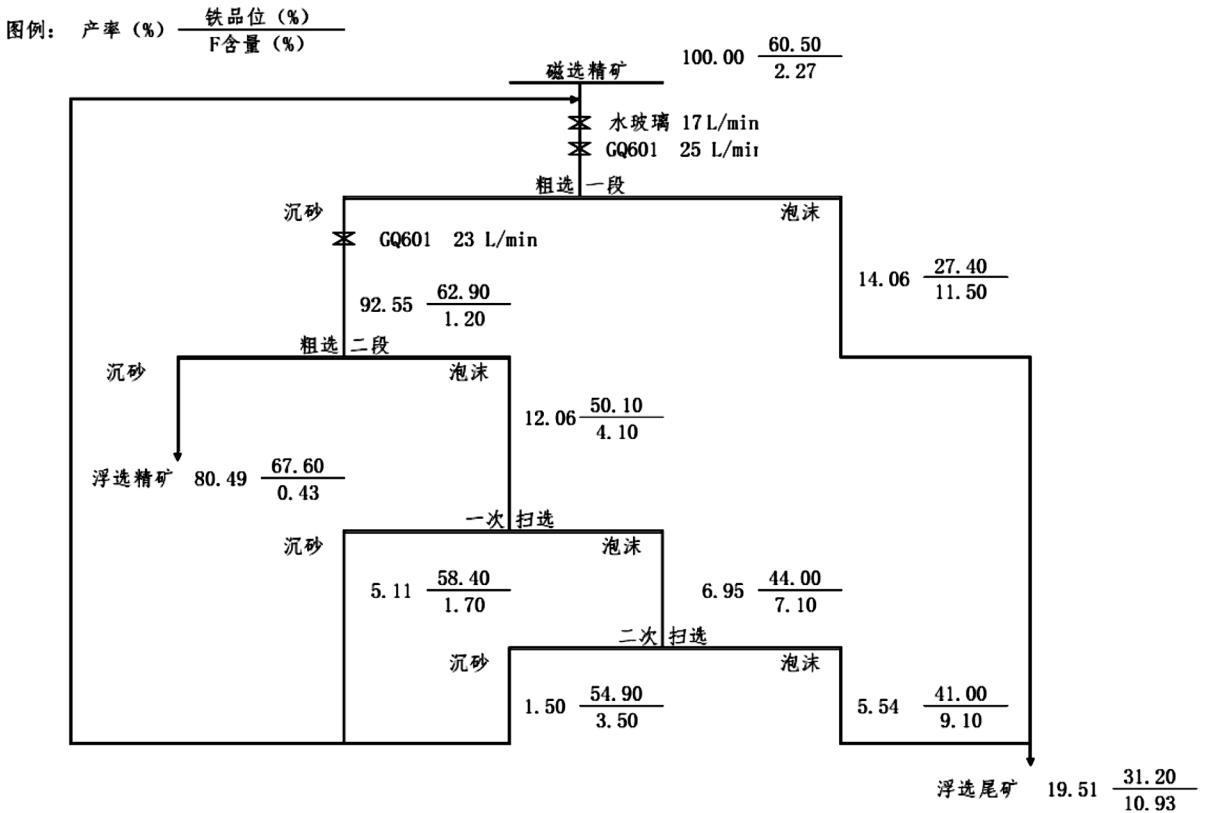 图例： 产率（%） 铁品位（%）
F含量（%）
磁选精矿 100.00 60.50
2.27
水玻璃 17 L/min
GQ601 25 L/min
粗选一段
沉砂 泡沫
GQ601 23 L/min
14.06 27.40
11.50
92.55 62.90
1.20
粗选二段
沉砂 泡沫
12.06 50.10
4.10
浮选精矿 80.49 67.60
0.43
一次扫选
沉砂 泡沫
5.11 58.40
1.70
6.95 44.00
7.10
二次扫选
沉砂 泡沫
1.50 54.90
3.50
5.54 41.00
9.10
浮选尾矿 19.51 31.20
10.93